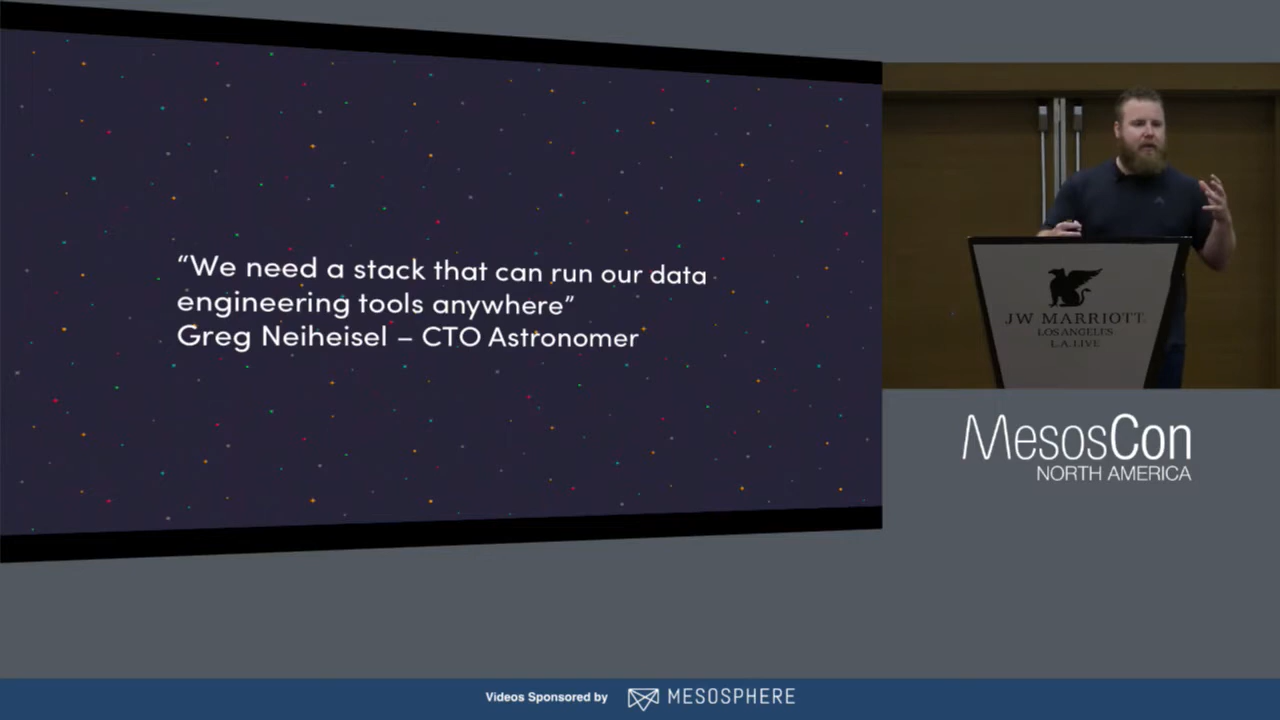 “We need a stack that can run our data
engineering tools anywhere”
Greg Neiheisel – CTO Astronomer
JW MARRIOTT
LOS ANGELES
L.A. LIVE
MesosCon
NORTH AMERICA
Videos Sponsored by MESOSPHERE